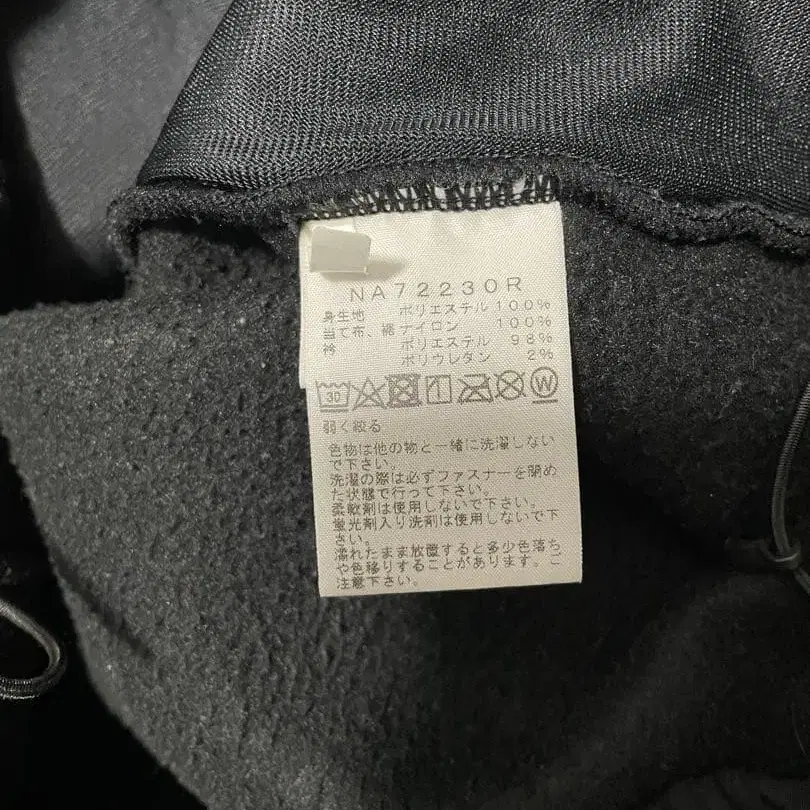 NA72230R
身生地 ポリエステル 100%
当て布、縁 ナイロン 100%
衿 ポリエステル 98%
ポリウレタン 2%
30 W
弱く絞る
色物は他の物と一緒に洗濯しない
で下さい。
洗濯の際は必ずファスナーを閉め
た状態で行って下さい。
柔軟剤は使用しないで下さい。
蛍光剤入り洗剤は使用しないで下
さい。
濡れたまま放置すると多少色落ち
や色移りすることがあります。ご
注意下さい。